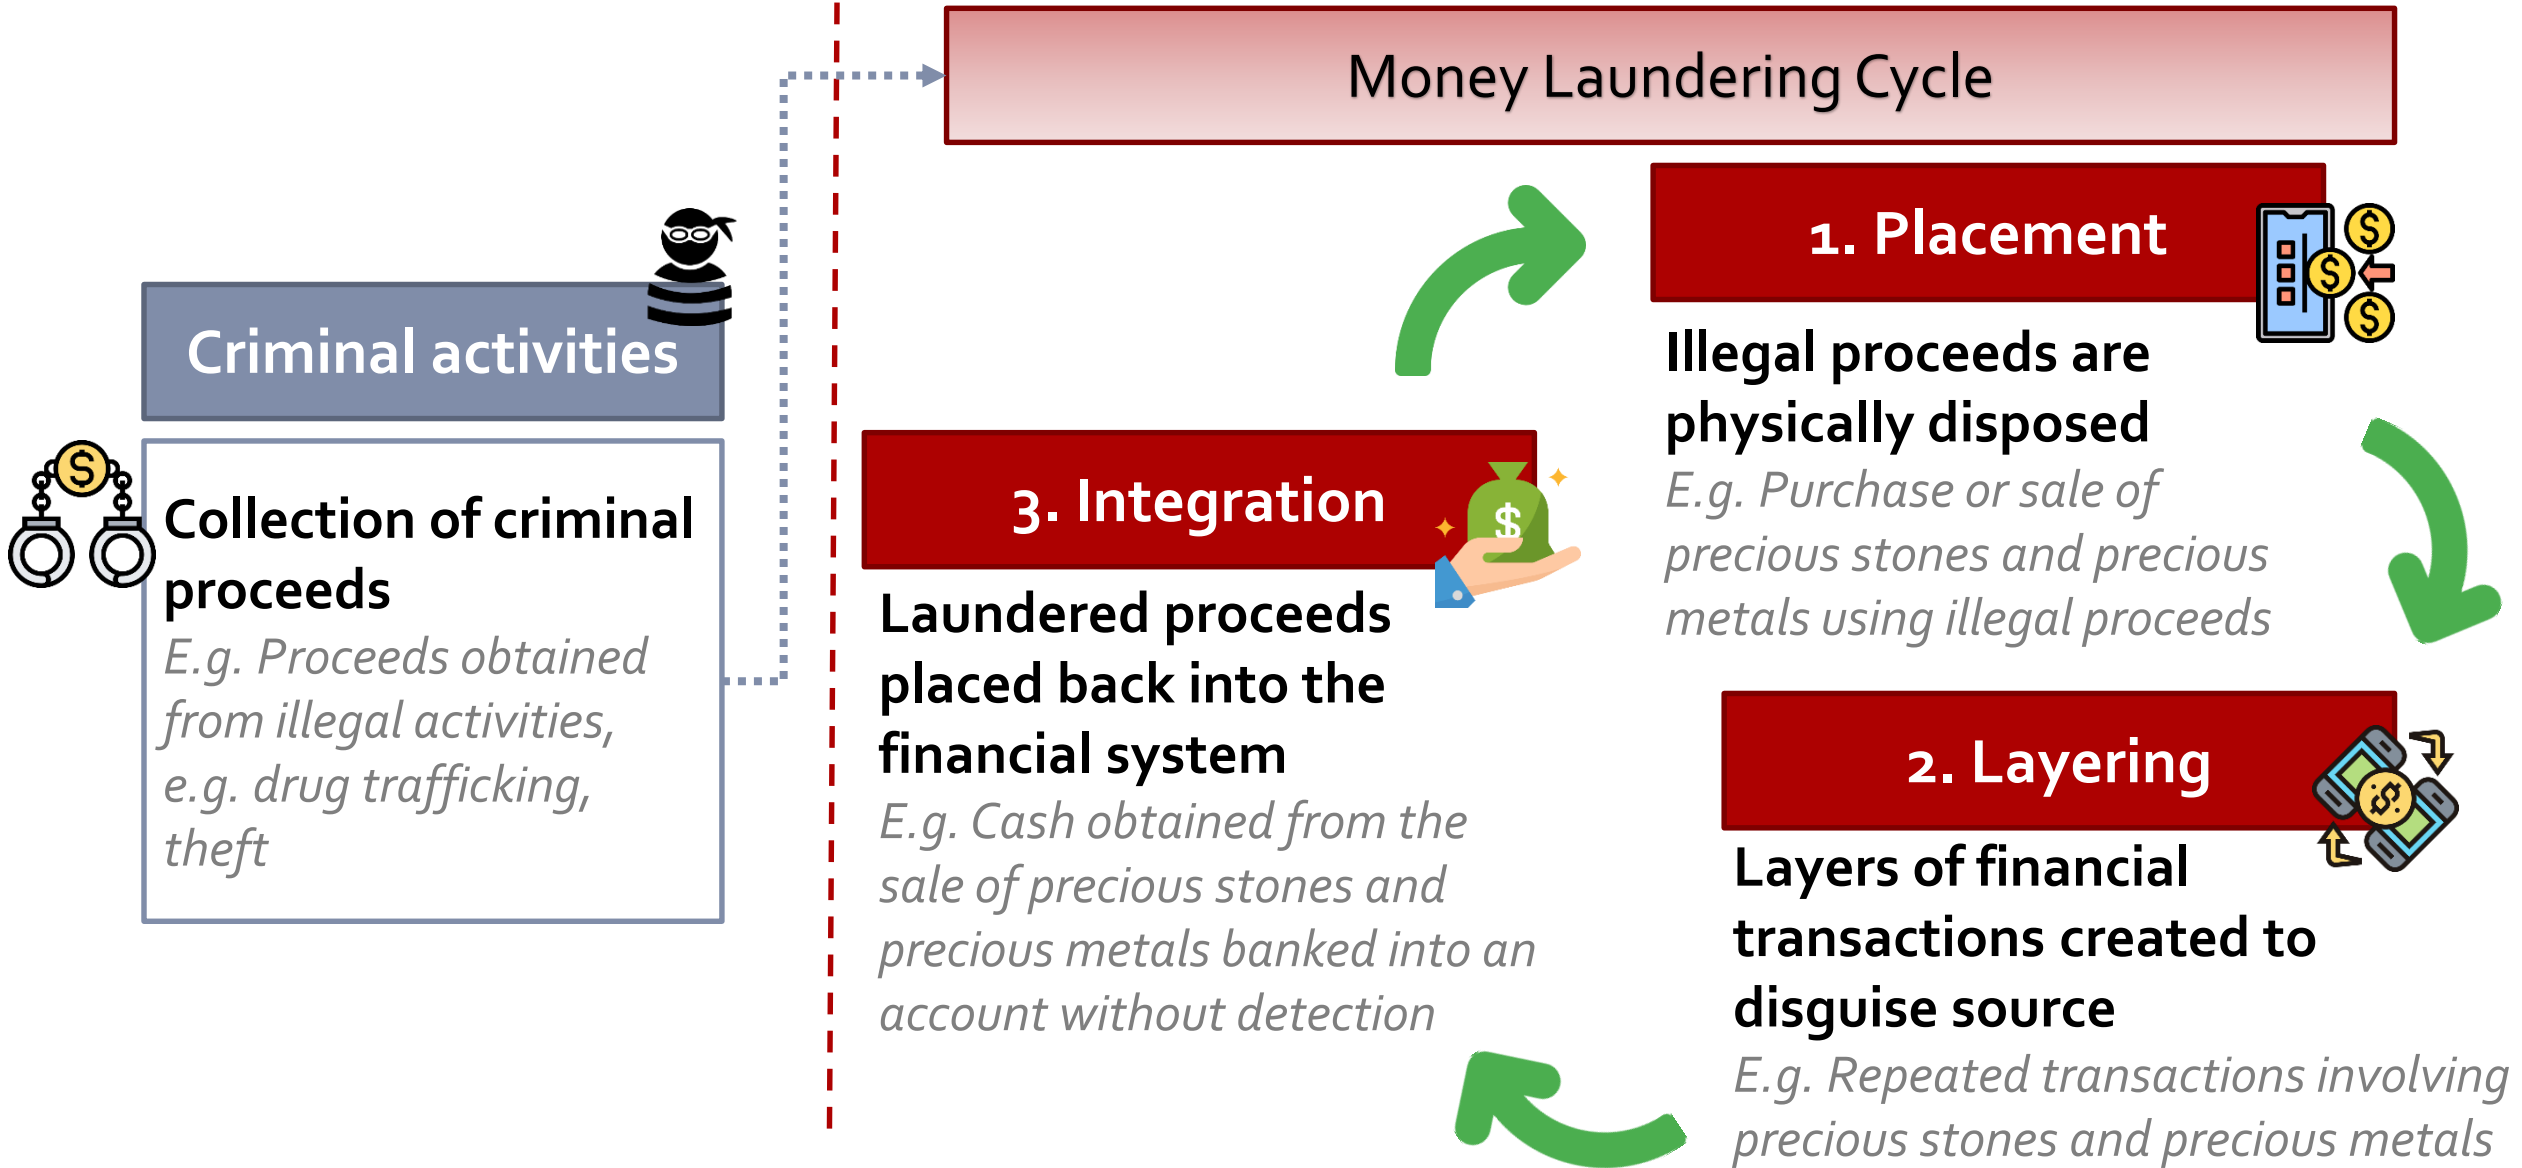 Money Laundering Cycle
Criminal activities
Collection of criminal
proceeds
E.g. Proceeds obtained
from illegal activities,
e.g. drug trafficking,
theft
1. Placement
Illegal proceeds are
physically disposed
E.g. Purchase or sale of
precious stones and precious
metals using illegal proceeds
2. Layering
Layers of financial
transactions created to
disguise source
E.g. Repeated transactions involving
precious stones and precious metals
3. Integration
Laundered proceeds
placed back into the
financial system
E.g. Cash obtained from the
sale of precious stones and
precious metals banked into an
account without detection